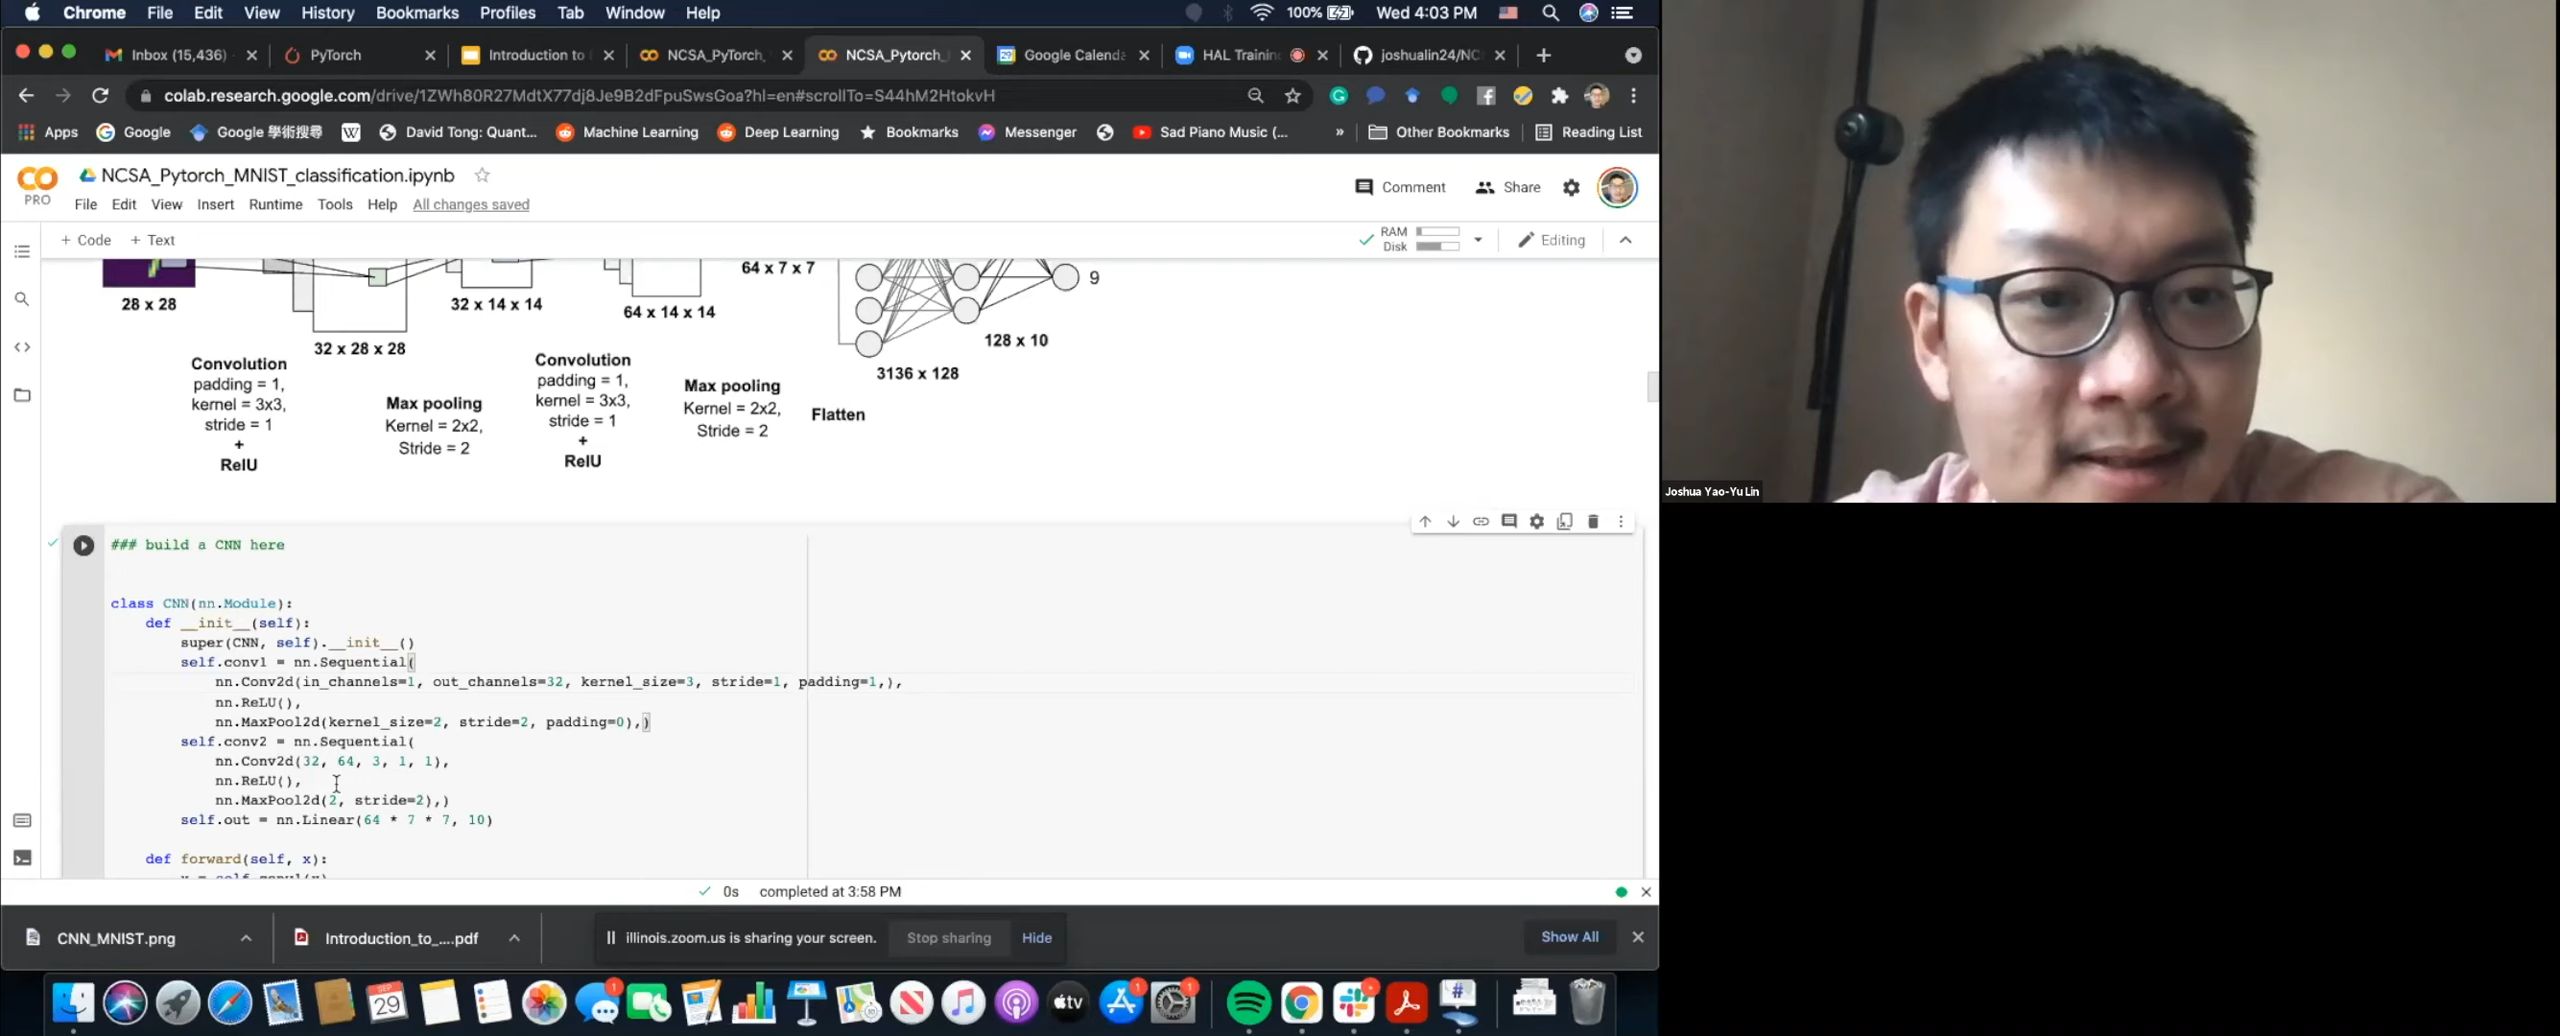 Chrome File Edit View History Bookmarks Profiles Tab Window Help 100% Wed 4:03 PM
Inbox (15,436) PyTorch Introduction to NCSA_PyTorch_ NCSA_Pytorch_ Google Calenda HAL Training joshualin24/NC
colab.research.google.com/drive/1ZWh80R27MdtX77dj8Je9B2dFpuSwsGoa?hl=en#scrollTo=S44hM2HtokvH
Apps Google Google 學術搜尋 W David Tong: Quant... Machine Learning Deep Learning Bookmarks Messenger Sad Piano Music (... » Other Bookmarks Reading List
CO PRO
NCSA_Pytorch_MNIST_classification.ipynb
File Edit View Insert Runtime Tools Help All changes saved
Comment Share
+ Code + Text
RAM
Disk
Editing
64 x 7 x 7
9
28 x 28
32 x 14 x 14
64 x 14 x 14
128 x 10
32 x 28 x 28
3136 x 128
Convolution
padding = 1,
kernel = 3x3,
stride = 1
+
RelU
Max pooling
Kernel = 2x2,
Stride = 2
Convolution
padding = 1,
kernel = 3x3,
stride = 1
+
RelU
Max pooling
Kernel = 2x2,
Stride = 2
Flatten
### build a CNN here
class CNN(nn.Module):
def __init__(self):
super(CNN, self).__init__()
self.conv1 = nn.Sequential(
nn.Conv2d(in_channels=1, out_channels=32, kernel_size=3, stride=1, padding=1,),
nn.ReLU(),
nn.MaxPool2d(kernel_size=2, stride=2, padding=0),)
self.conv2 = nn.Sequential(
nn.Conv2d(32, 64, 3, 1, 1),
nn.ReLU(),
nn.MaxPool2d(2, stride=2),)
self.out = nn.Linear(64 * 7 * 7, 10)
def forward(self, x):
x = self.conv1(x)
0s completed at 3:58 PM
CNN_MNIST.png
Introduction_to_....pdf
illinois.zoom.us is sharing your screen. Stop sharing Hide
Show All
SEP
29
tv
Joshua Yao-Yu Lin